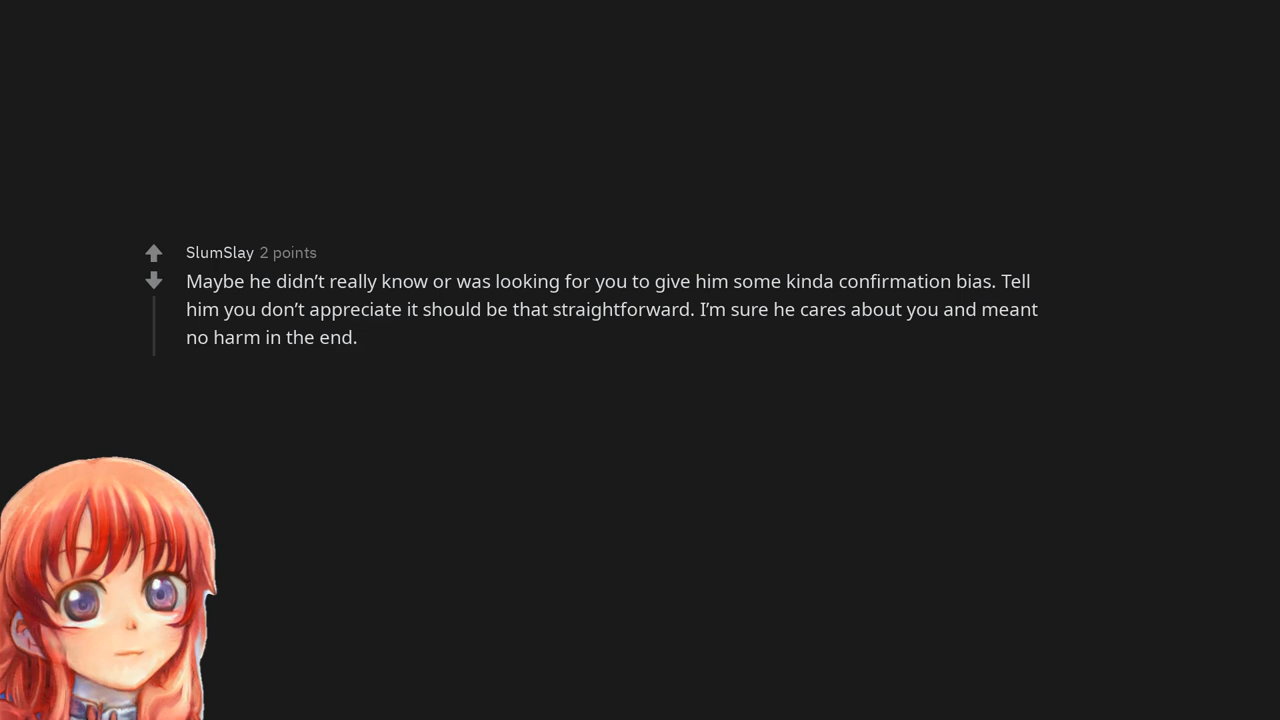 SlumSlay 2 points
Maybe he didn’t really know or was looking for you to give him some kinda confirmation bias. Tell
him you don’t appreciate it should be that straightforward. I’m sure he cares about you and meant
no harm in the end.